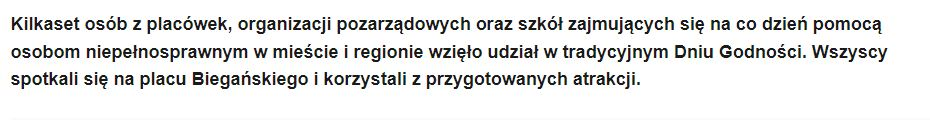 Kilkaset osób z placówek, organizacji pozarządowych oraz szkół zajmujących się na co dzień pomocą
osobom niepełnosprawnym w mieście i regionie wzięło udział w tradycyjnym Dniu Godności. Wszyscy
spotkali się na placu Biegańskiego i korzystali z przygotowanych atrakcji.